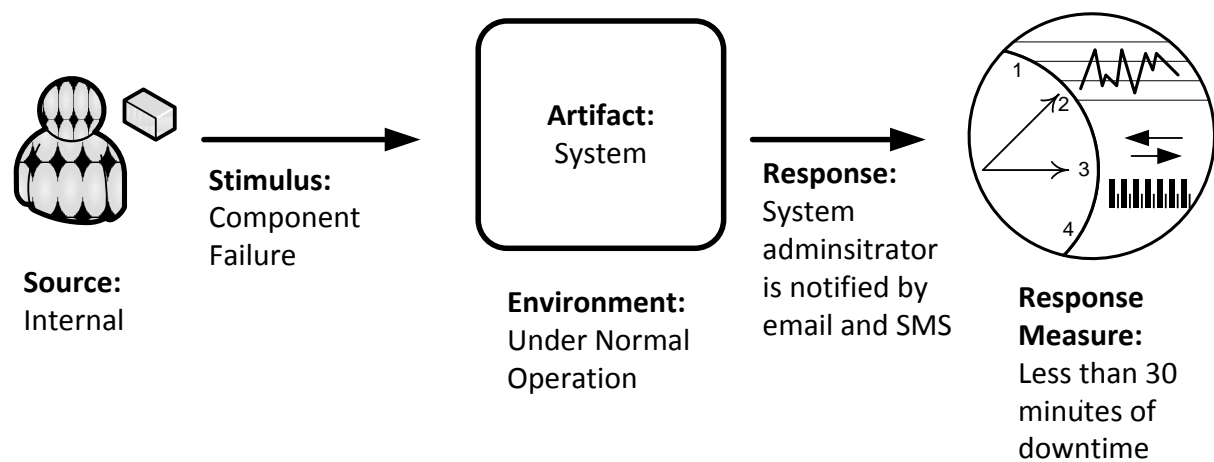 Source:
Internal
Stimulus:
Component
Failure
Artifact:
System
Environment:
Under Normal
Operation
Response:
System
adminsitrator
is notified by
email and SMS
1
2
3
4
Response
Measure:
Less than 30
minutes of
downtime